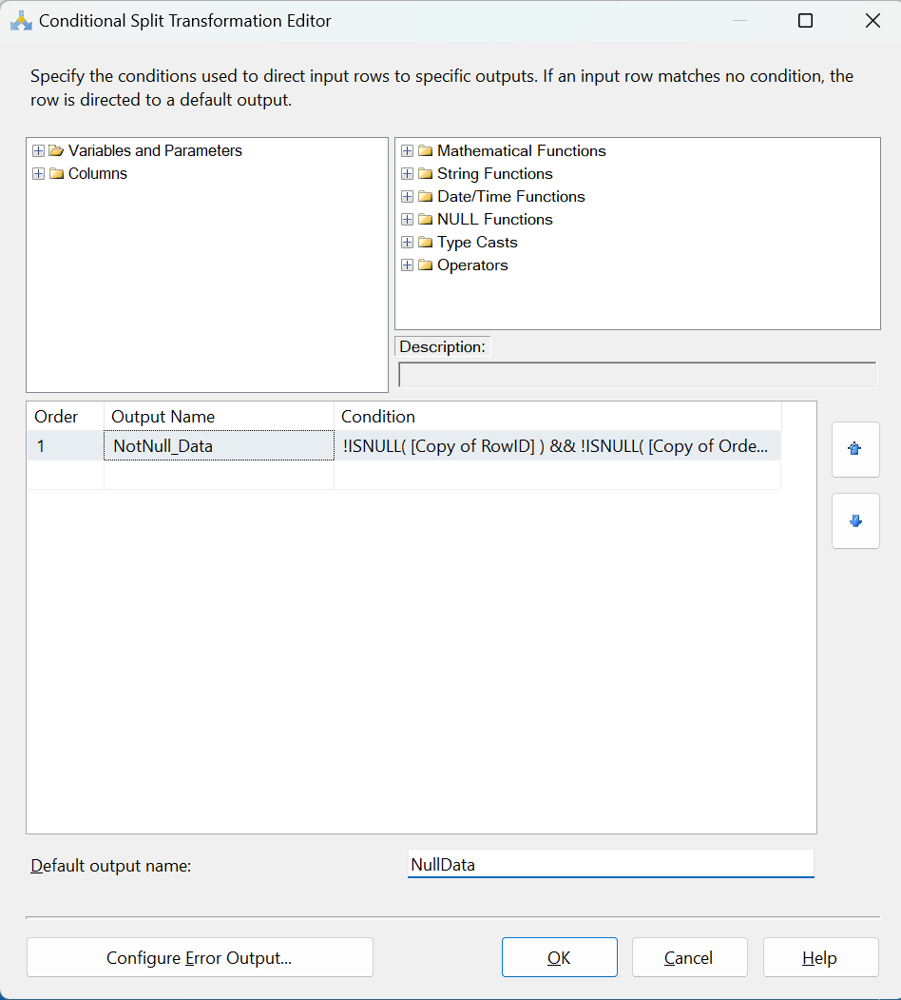 Conditional Split Transformation Editor
Specify the conditions used to direct input rows to specific outputs. If an input row matches no condition, the
row is directed to a default output.
Variables and Parameters
Columns
Mathematical Functions
String Functions
Date/Time Functions
NULL Functions
Type Casts
Operators
Description:
Order Output Name Condition
1 NotNull_Data !ISNULL( [Copy of RowID] ) && !ISNULL( [Copy of Orde...
Default output name: NullData
Configure Error Output... OK Cancel Help